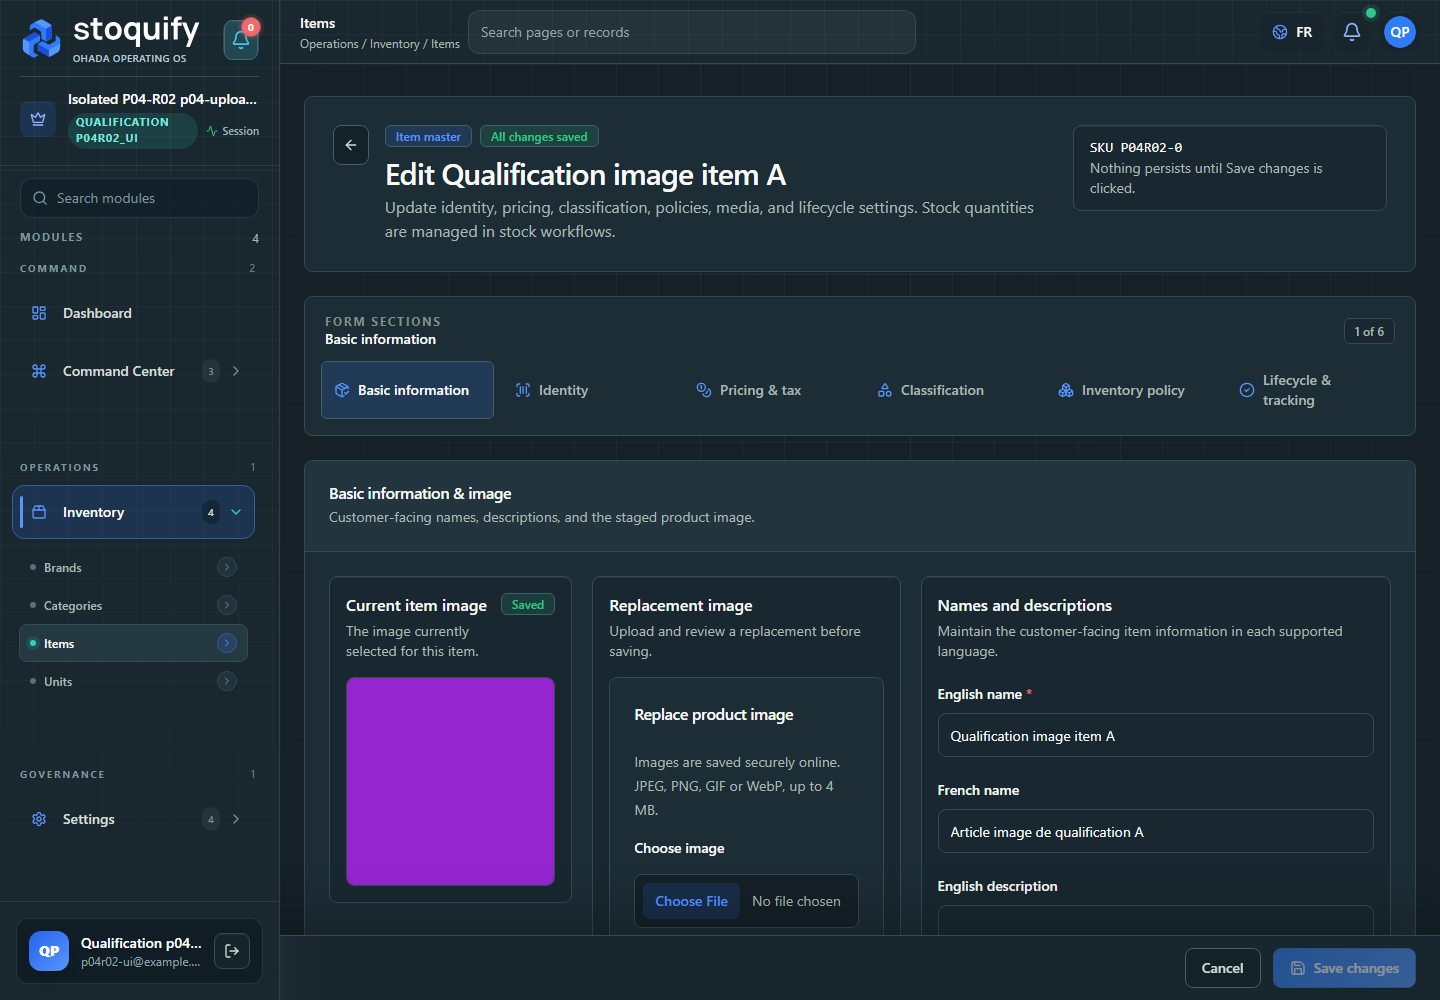 stoquify
OHADA OPERATING OS
0
Isolated P04-R02 p04-uploa...
QUALIFICATION
P04R02_UI
Session
Search modules
MODULES 4
COMMAND 2
Dashboard
Command Center 3
OPERATIONS 1
Inventory 4
Brands
Categories
Items
Units
GOVERNANCE 1
Settings 4
QP
Qualification p04...
p04r02-ui@example....
Items
Operations / Inventory / Items
Search pages or records
FR
QP
Item master
All changes saved
Edit Qualification image item A
Update identity, pricing, classification, policies, media, and lifecycle settings. Stock quantities
are managed in stock workflows.
SKU P04R02-0
Nothing persists until Save changes is
clicked.
FORM SECTIONS
Basic information
1 of 6
Basic information
Identity
Pricing & tax
Classification
Inventory policy
Lifecycle &
tracking
Basic information & image
Customer-facing names, descriptions, and the staged product image.
Current item image
Saved
The image currently
selected for this item.
Replacement image
Upload and review a replacement before
saving.
Replace product image
Images are saved securely online.
JPEG, PNG, GIF or WebP, up to 4
MB.
Choose image
Choose File No file chosen
Names and descriptions
Maintain the customer-facing item information in each supported
language.
English name *
Qualification image item A
French name
Article image de qualification A
English description
Cancel
Save changes